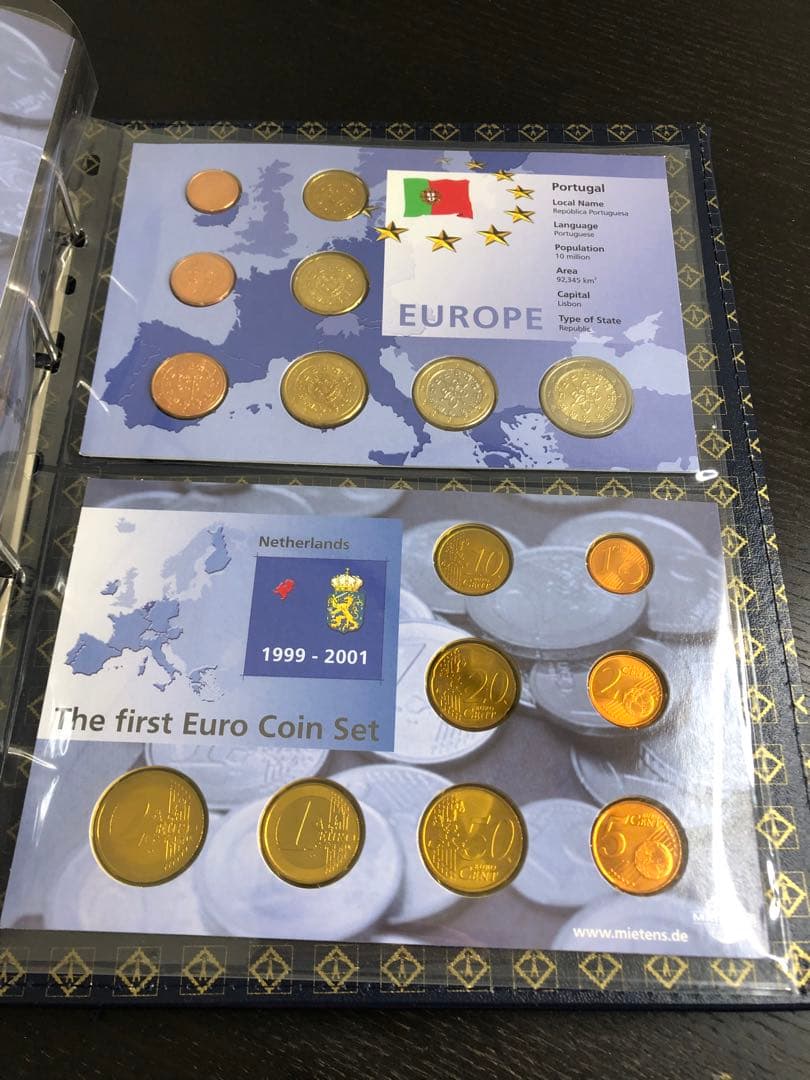 Portugal
Local Name
República Portuguesa
Language
Portuguese
Population
10 million
Area
92,345 km²
Capital
Lisbon
Type of State
Republic
EUROPE
Netherlands
1999 - 2001
The first Euro Coin Set
10
EURO
CENT
1
20
EURO
CENT
2
2
1
EURO
50
EURO
CENT
5
www.mietens.de